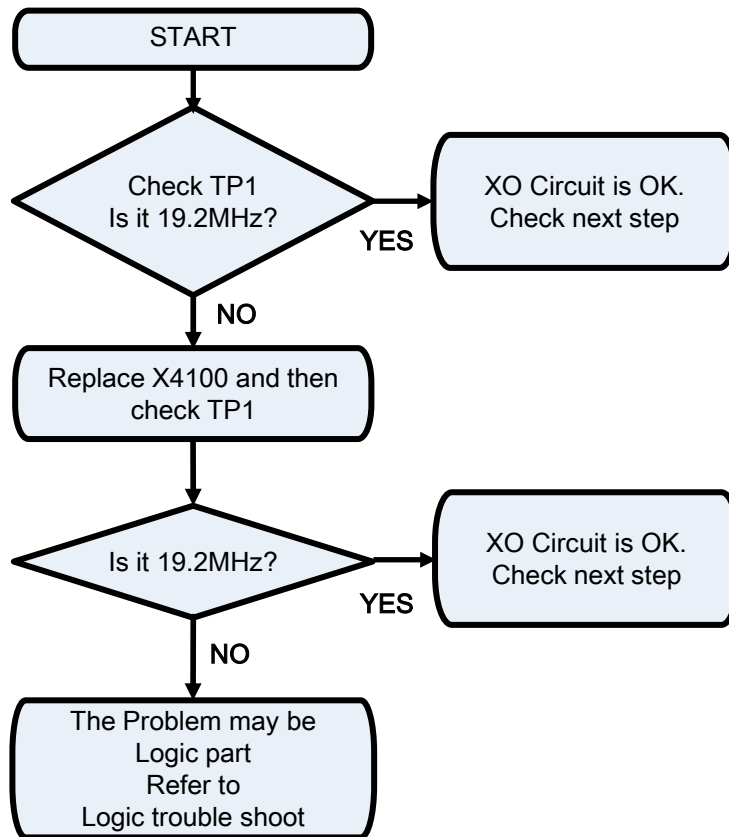 START
Check TP1
Is it 19.2MHz?
YES
XO Circuit is OK.
Check next step
NO
Replace X4100 and then
check TP1
Is it 19.2MHz?
YES
XO Circuit is OK.
Check next step
NO
The Problem may be
Logic part
Refer to
Logic trouble shoot